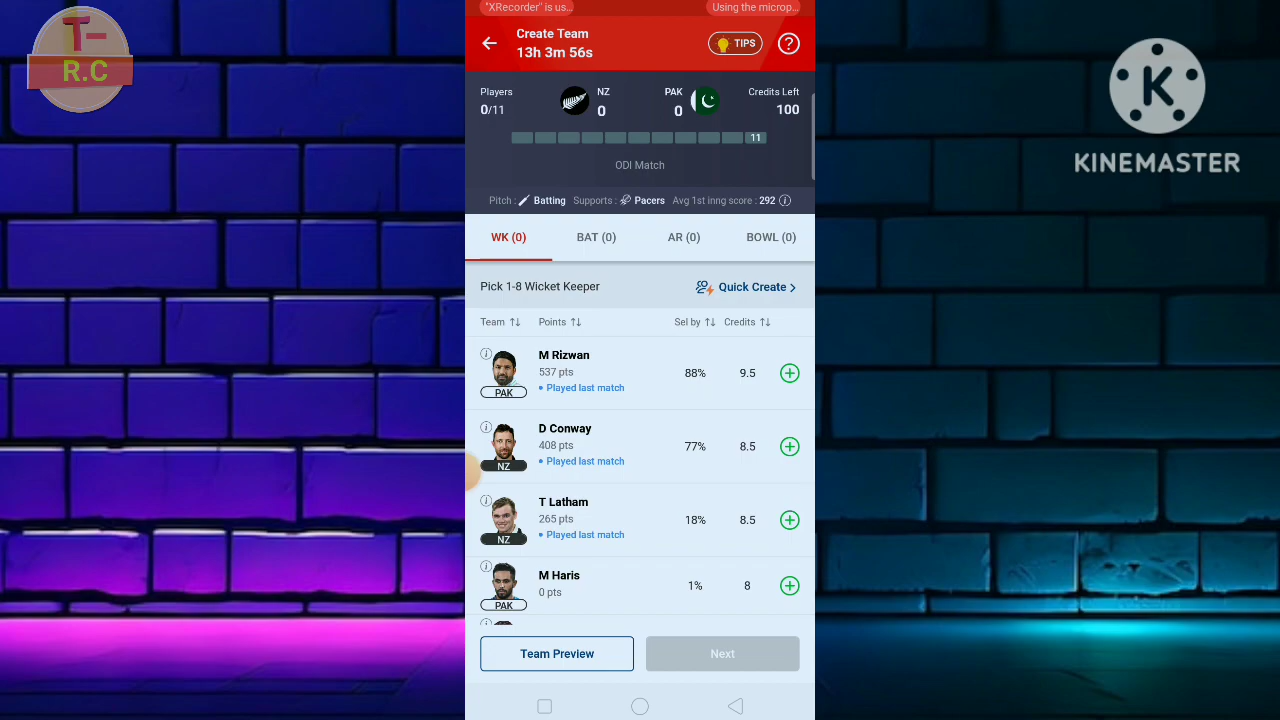 T-
R.C
KINEMASTER
"XRecorder" is us...
Using the microp...
Create Team
13h 3m 56s
TIPS
?
Players
0/11
NZ
0
PAK
0
Credits Left
100
11
ODI Match
Pitch : Batting Supports : Pacers Avg 1st inng score : 292
WK (0) BAT (0) AR (0) BOWL (0)
Pick 1-8 Wicket Keeper
Quick Create
Team Points Sel by Credits
M Rizwan
537 pts
Played last match
PAK
88% 9.5
D Conway
408 pts
Played last match
NZ
77% 8.5
T Latham
265 pts
Played last match
NZ
18% 8.5
M Haris
0 pts
PAK
1% 8
Team Preview
Next